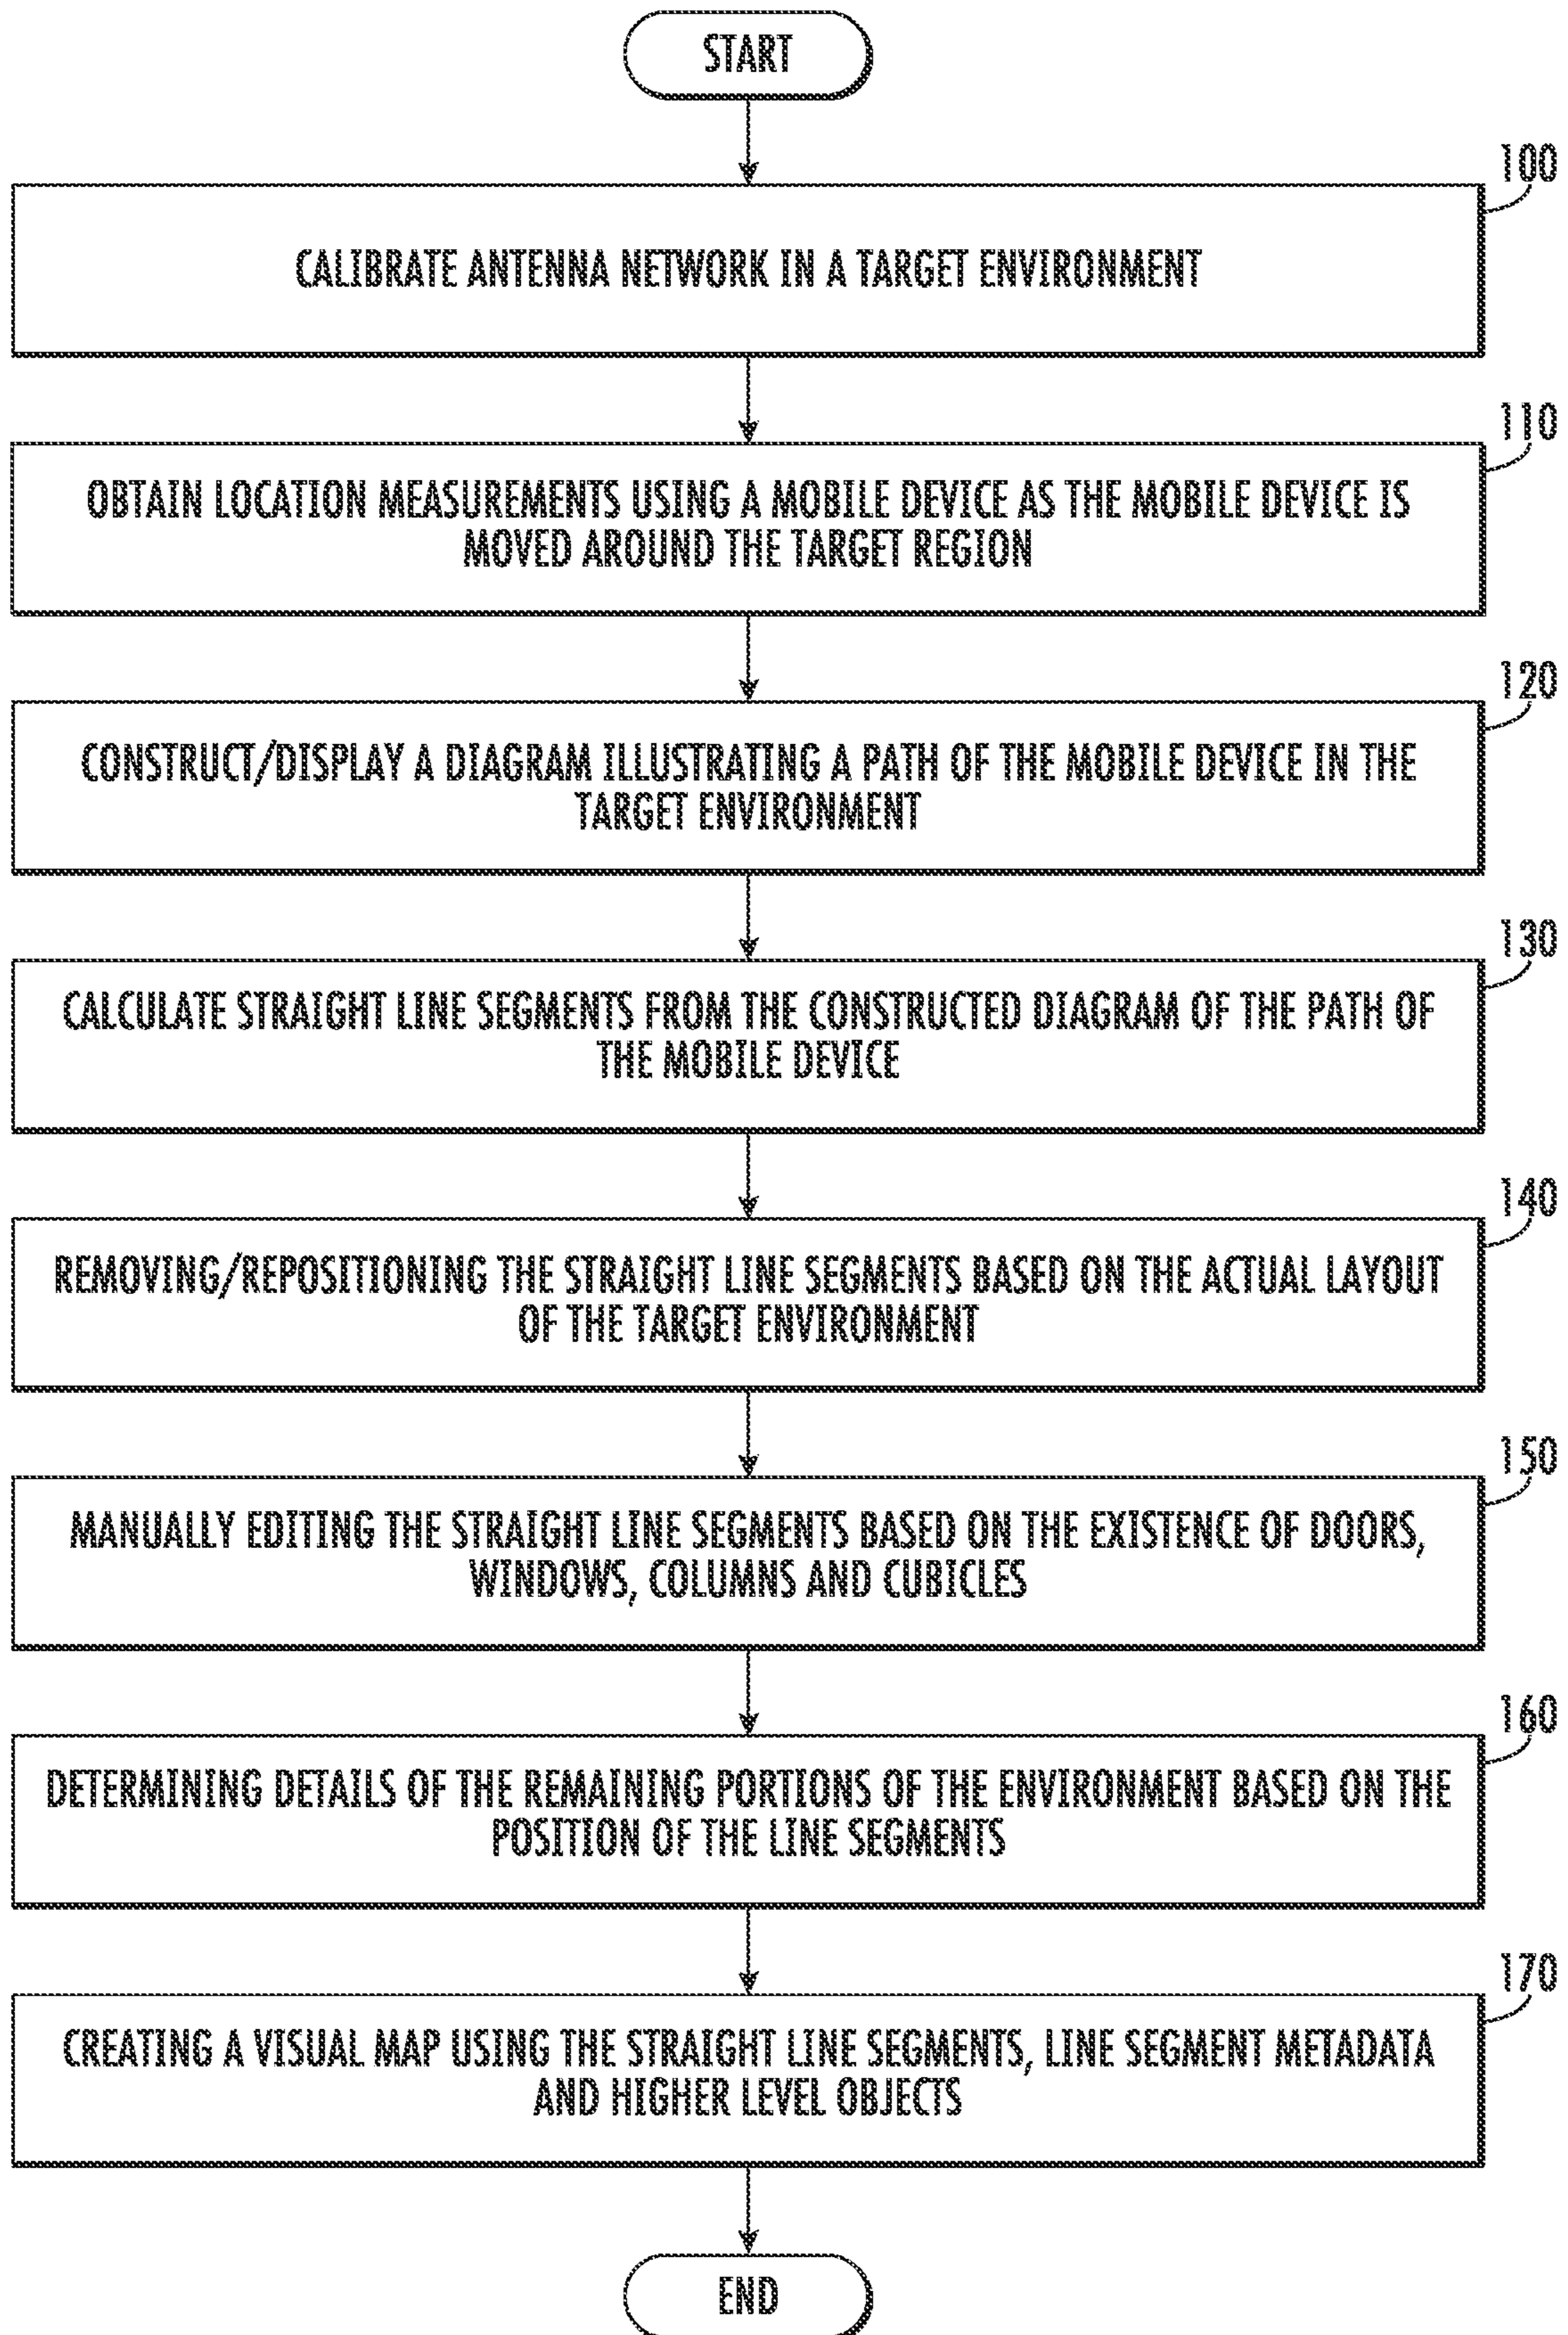 START
100
CALIBRATE ANTENNA NETWORK IN A TARGET ENVIRONMENT
110
OBTAIN LOCATION MEASUREMENTS USING A MOBILE DEVICE AS THE MOBILE DEVICE IS
MOVED AROUND THE TARGET REGION
120
CONSTRUCT/DISPLAY A DIAGRAM ILLUSTRATING A PATH OF THE MOBILE DEVICE IN THE
TARGET ENVIRONMENT
130
CALCULATE STRAIGHT LINE SEGMENTS FROM THE CONSTRUCTED DIAGRAM OF THE PATH OF
THE MOBILE DEVICE
140
REMOVING/REPOSITIONING THE STRAIGHT LINE SEGMENTS BASED ON THE ACTUAL LAYOUT
OF THE TARGET ENVIRONMENT
150
MANUALLY EDITING THE STRAIGHT LINE SEGMENTS BASED ON THE EXISTENCE OF DOORS,
WINDOWS, COLUMNS AND CUBICLES
160
DETERMINING DETAILS OF THE REMAINING PORTIONS OF THE ENVIRONMENT BASED ON THE
POSITION OF THE LINE SEGMENTS
170
CREATING A VISUAL MAP USING THE STRAIGHT LINE SEGMENTS, LINE SEGMENT METADATA
AND HIGHER LEVEL OBJECTS
END